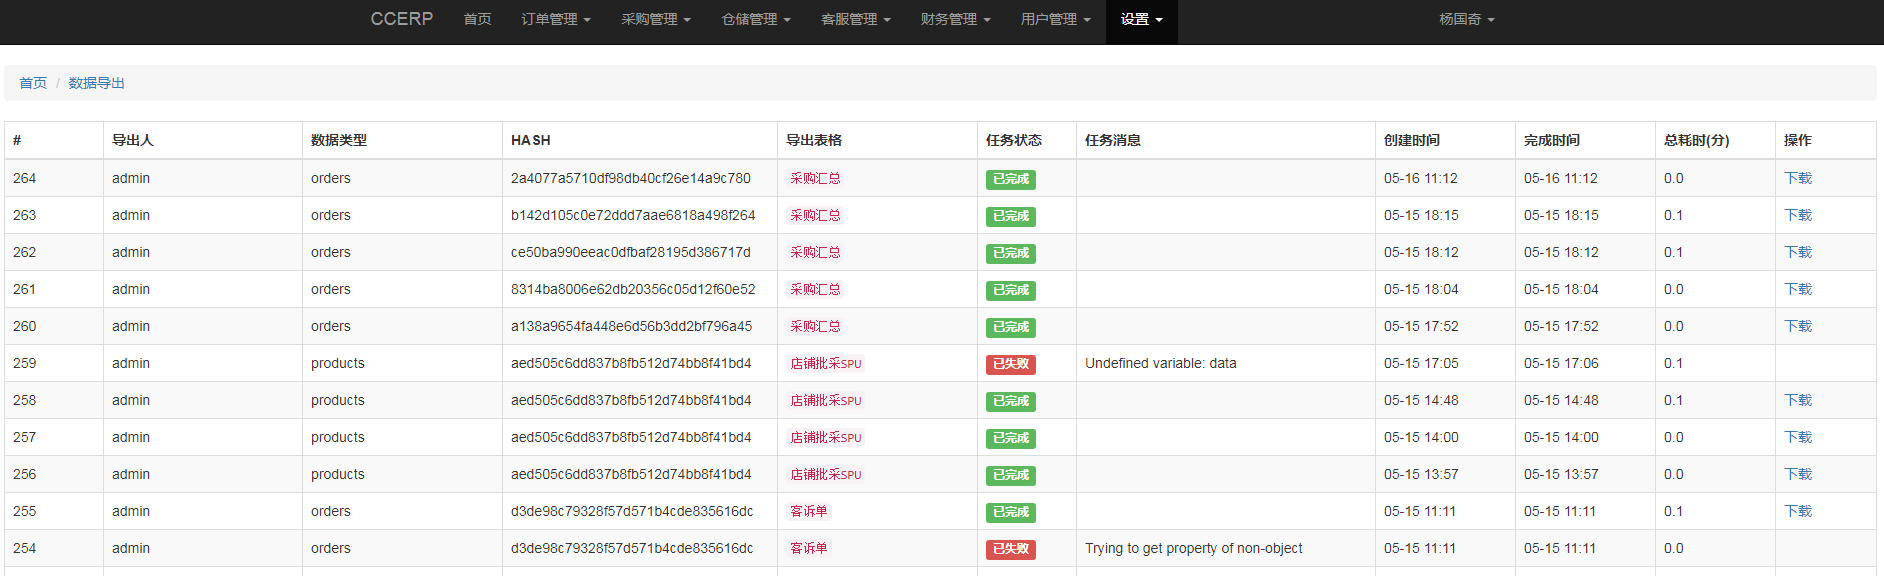 CCERP 首页 订单管理 采购管理 仓储管理 客服管理 财务管理 用户管理 设置 杨国奇
首页 / 数据导出
# 导出人 数据类型 HASH 导出表格 任务状态 任务消息 创建时间 完成时间 总耗时(分) 操作
264 admin orders 2a4077a5710df98db40cf26e14a9c780 采购汇总 已完成 05-16 11:12 05-16 11:12 0.0 下载
263 admin orders b142d105c0e72ddd7aae6818a498f264 采购汇总 已完成 05-15 18:15 05-15 18:15 0.1 下载
262 admin orders ce50ba990eeac0dfbaf28195d386717d 采购汇总 已完成 05-15 18:12 05-15 18:12 0.1 下载
261 admin orders 8314ba8006e62db20356c05d12f60e52 采购汇总 已完成 05-15 18:04 05-15 18:04 0.0 下载
260 admin orders a138a9654fa448e6d56b3dd2bf796a45 采购汇总 已完成 05-15 17:52 05-15 17:52 0.0 下载
259 admin products aed505c6dd837b8fb512d74bb8f41bd4 店铺批采SPU 已失败 Undefined variable: data 05-15 17:05 05-15 17:06 0.1
258 admin products aed505c6dd837b8fb512d74bb8f41bd4 店铺批采SPU 已完成 05-15 14:48 05-15 14:48 0.1 下载
257 admin products aed505c6dd837b8fb512d74bb8f41bd4 店铺批采SPU 已完成 05-15 14:00 05-15 14:00 0.0 下载
256 admin products aed505c6dd837b8fb512d74bb8f41bd4 店铺批采SPU 已完成 05-15 13:57 05-15 13:57 0.0 下载
255 admin orders d3de98c79328f57d571b4cde835616dc 客诉单 已完成 05-15 11:11 05-15 11:11 0.1 下载
254 admin orders d3de98c79328f57d571b4cde835616dc 客诉单 已失败 Trying to get property of non-object 05-15 11:11 05-15 11:11 0.0